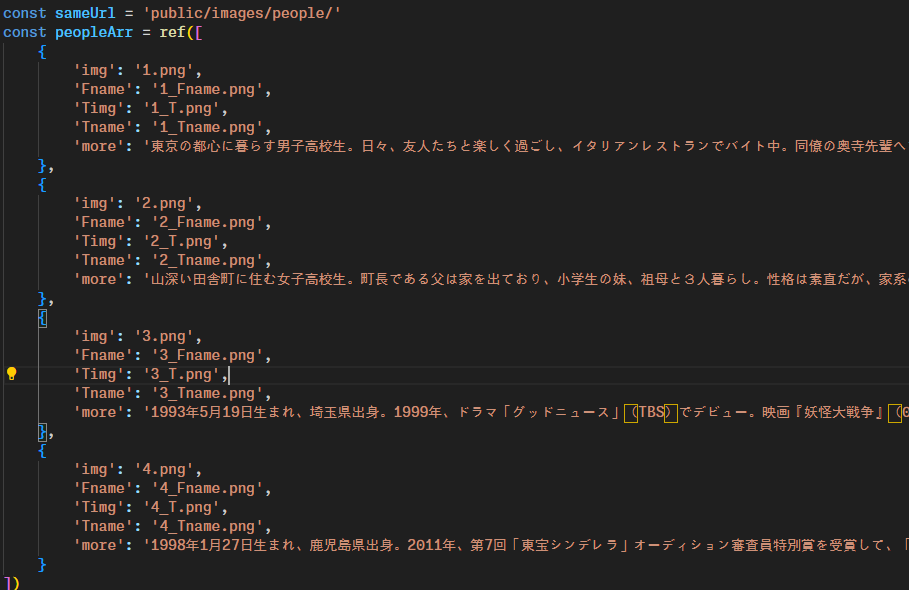 const sameUrl = 'public/images/people/'
const peopleArr = ref([
{
'img': '1.png',
'Fname': '1_Fname.png',
'Timg': '1_T.png',
'Tname': '1_Tname.png',
'more': '東京の都心に暮らす男子高校生。日々、友人たちと楽しく過ごし、イタリアンレストランでバイト中。同僚の奥寺先輩へ
},
{
'img': '2.png',
'Fname': '2_Fname.png',
'Timg': '2_T.png',
'Tname': '2_Tname.png',
'more': '山深い田舎町に住む女子高校生。町長である父は家を出ており、小学生の妹、祖母と３人暮らし。性格は素直だが、家系
},
{
'img': '3.png',
'Fname': '3_Fname.png',
'Timg': '3_T.png',
'Tname': '3_Tname.png',
'more': '1993年5月19日生まれ、埼玉県出身。1999年、ドラマ「グッドニュース」（TBS）でデビュー。映画『妖怪大戦争』（0
},
{
'img': '4.png',
'Fname': '4_Fname.png',
'Timg': '4_T.png',
'Tname': '4_Tname.png',
'more': '1998年1月27日生まれ、鹿児島県出身。2011年、第7回「東宝シンデレラ」オーディション審査員特別賞を受賞して、「
}
])